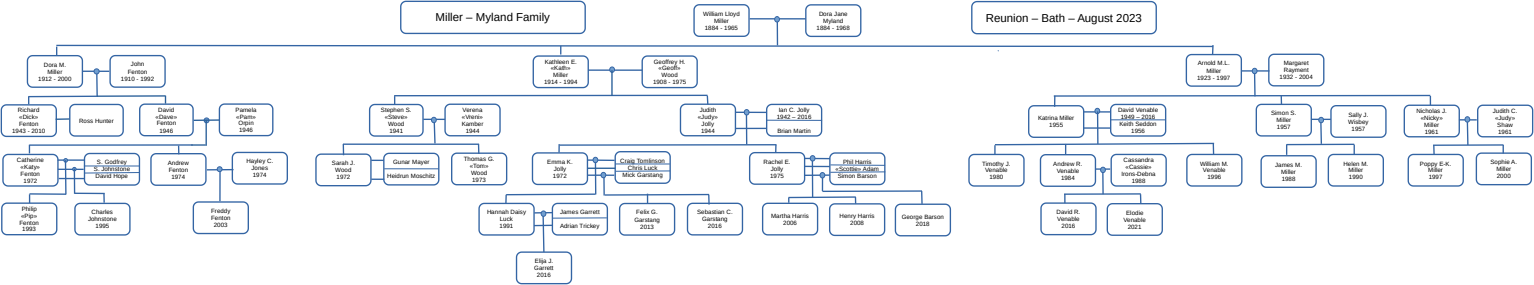 Miller – Myland Family
William Lloyd
Miller
1884 - 1965
Dora Jane
Myland
1884 - 1968
Reunion – Bath – August 2023
Dora M.
Miller
1912 - 2000
John
Fenton
1910 - 1992
Kathleen E.
«Kath»
Miller
1914 - 1994
Geoffrey H.
«Geoff»
Wood
1908 - 1975
Arnold M.L.
Miller
1923 - 1997
Margaret
Rayment
1932 - 2004
Richard
«Dick»
Fenton
1943 - 2010
Ross Hunter
David
«Dave»
Fenton
1946
Pamela
«Pam»
Orpin
1946
Stephen S.
«Steve»
Wood
1941
Verena
«Vreni»
Kamber
1944
Judith
«Judy»
Jolly
1944
Ian C. Jolly
1942 – 2016
Brian Martin
Katrina Miller
1955
David Venable
1949 – 2016
Keith Seddon
1956
Simon S.
Miller
1957
Sally J.
Wisbey
1957
Nicholas J.
«Nicky»
Miller
1961
Judith C.
«Judy»
Shaw
1961
Catherine
«Katy»
Fenton
1972
S. Godfrey
S. Johnstone
David Hope
Andrew
Fenton
1974
Hayley C.
Jones
1974
Sarah J.
Wood
1972
Gunar Mayer
Heidrun Moschitz
Thomas G.
«Tom»
Wood
1973
Emma K.
Jolly
1972
Craig Tomlinson
Chris Luck
Mick Garstang
Rachel E.
Jolly
1975
Phil Harris
«Scottie» Adam
Simon Barson
Timothy J.
Venable
1980
Andrew R.
Venable
1984
Cassandra
«Cassie»
Irons-Debna
1988
William M.
Venable
1996
James M.
Miller
1988
Helen M.
Miller
1990
Poppy E-K.
Miller
1997
Sophie A.
Miller
2000
Philip
«Pip»
Fenton
1993
Charles
Johnstone
1995
Freddy
Fenton
2003
Hannah Daisy
Luck
1991
James Garrett
Adrian Trickey
Felix G.
Garstang
2013
Sebastian C.
Garstang
2016
Martha Harris
2006
Henry Harris
2008
George Barson
2018
David R.
Venable
2016
Elodie
Venable
2021
Elija J.
Garrett
2016